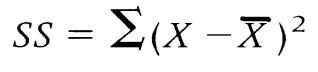 SS = ∑(X − X̅)²